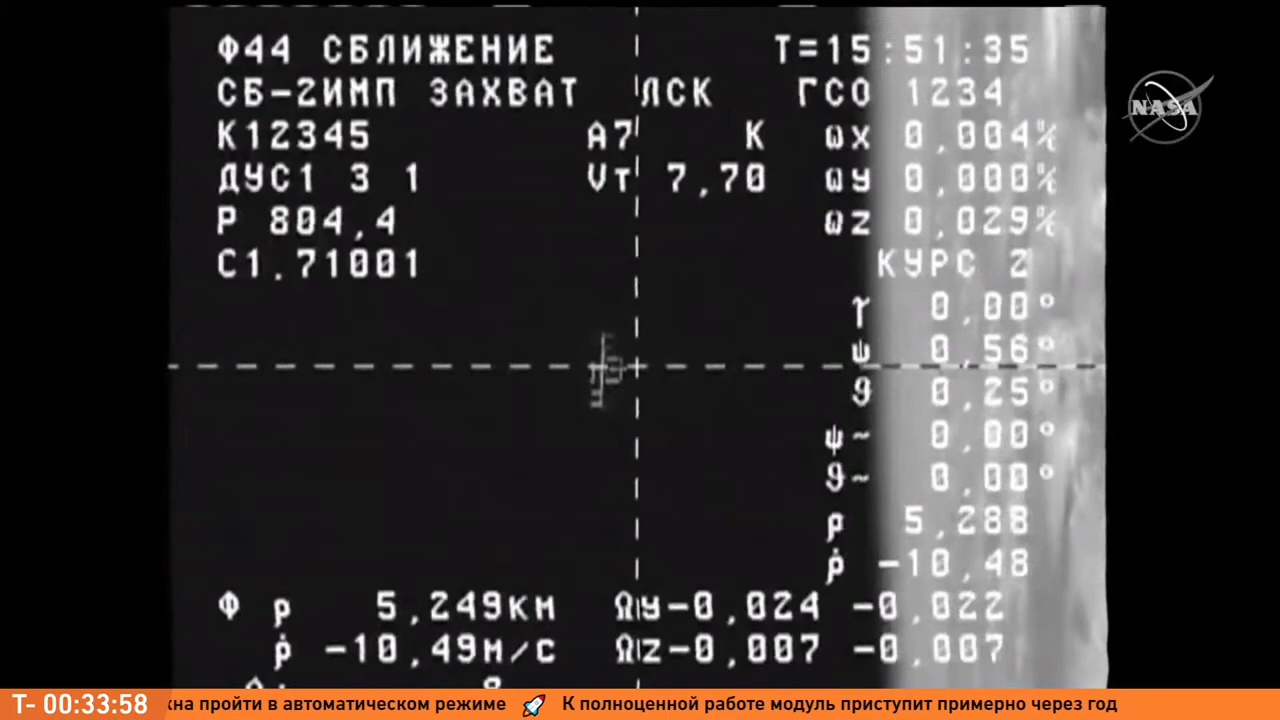 Ф44 СБЛИЖЕНИЕ T=15:51:35
СБ-2ИМП ЗАХВАТ ЛСК ГСО 1234
К12345 А7 К ωX 0,004%
ДУС1 3 1 Vт 7,70 ωУ 0,000%
Р 804,4 ωZ 0,029%
С1.71001 КУРС 2
γ 0,00°
ψ 0,56°
ϑ 0,25°
ψ~ 0,00°
ϑ~ 0,00°
ρ 5,288
ρ̇ -10,48
Ф ρ 5,249км ΩУ-0,024 -0,022
ρ̇ -10,49м/с ΩZ-0,007 -0,007
NASA
T- 00:33:58 пройти в автоматическом режиме 🚀 К полноценной работе модуль приступит примерно через год